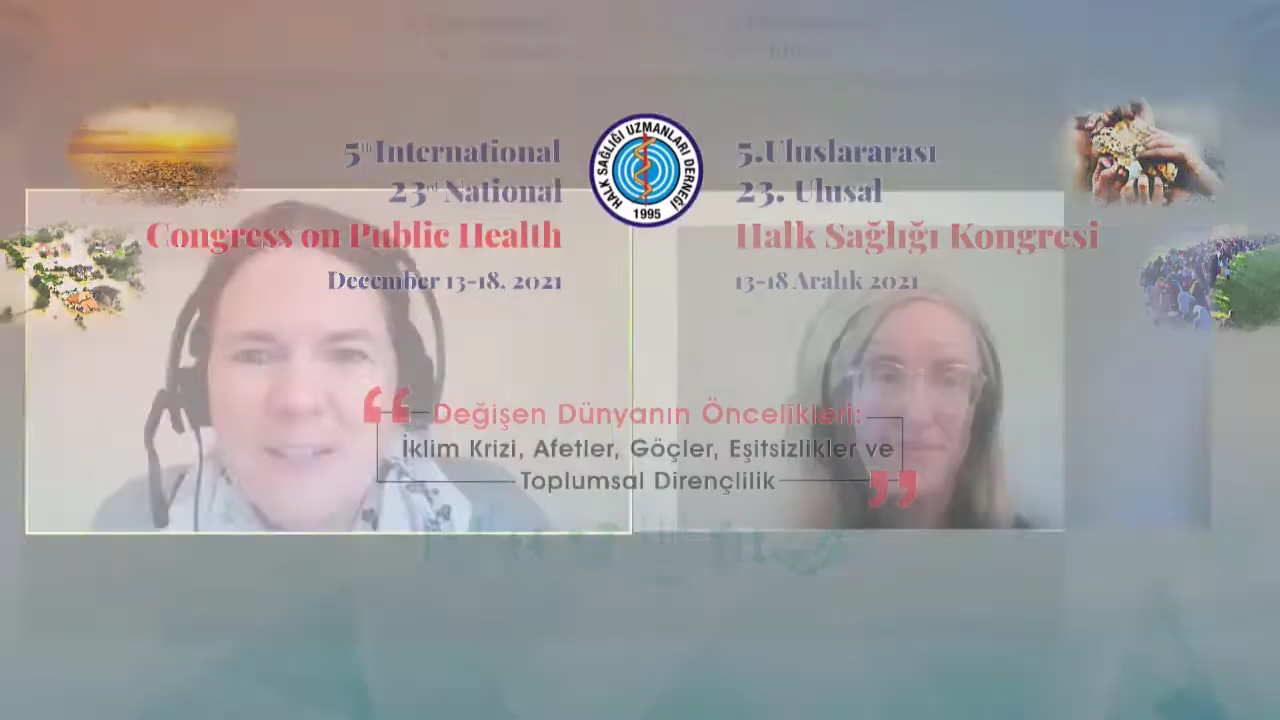 5th International
23rd National
Congress on Public Health
December 13-18, 2021
HALK SAĞLIĞI UZMANLARI DERNEĞİ
1995
5.Uluslararası
23. Ulusal
Halk Sağlığı Kongresi
13-18 Aralık 2021
“ Değişen Dünyanın Öncelikleri:
İklim Krizi, Afetler, Göçler, Eşitsizlikler ve
Toplumsal Dirençlilik ”